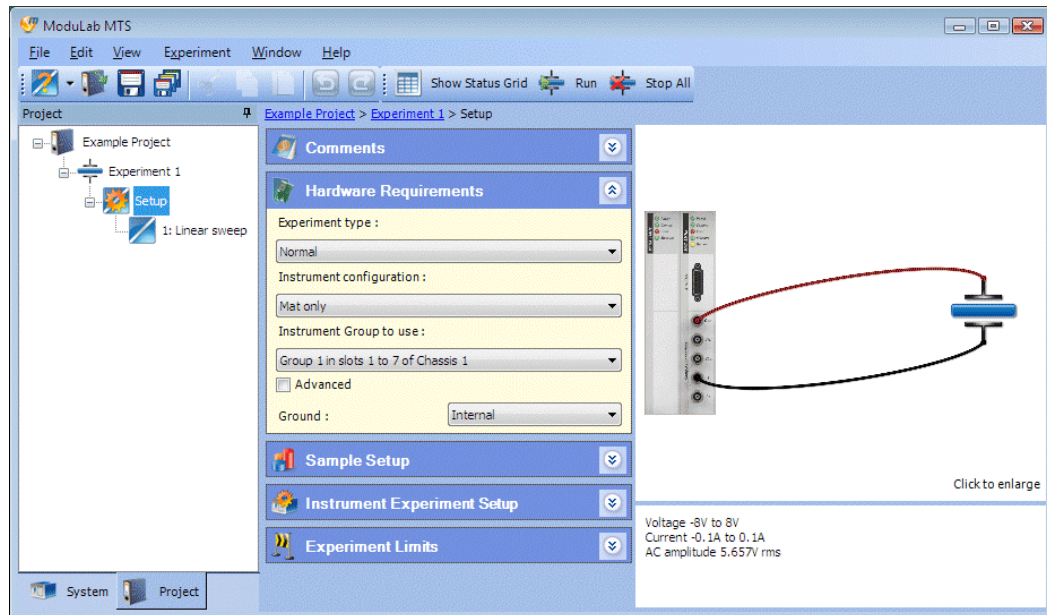 ModuLab MTS
File Edit View Experiment Window Help
Show Status Grid Run Stop All
Project
Example Project > Experiment 1 > Setup
Example Project
Experiment 1
Setup
1: Linear sweep
Comments
Hardware Requirements
Experiment type :
Normal
Instrument configuration :
Mat only
Instrument Group to use :
Group 1 in slots 1 to 7 of Chassis 1
Advanced
Ground :
Internal
Sample Setup
Instrument Experiment Setup
Experiment Limits
Click to enlarge
Voltage -8V to 8V
Current -0.1A to 0.1A
AC amplitude 5.657V rms
System
Project